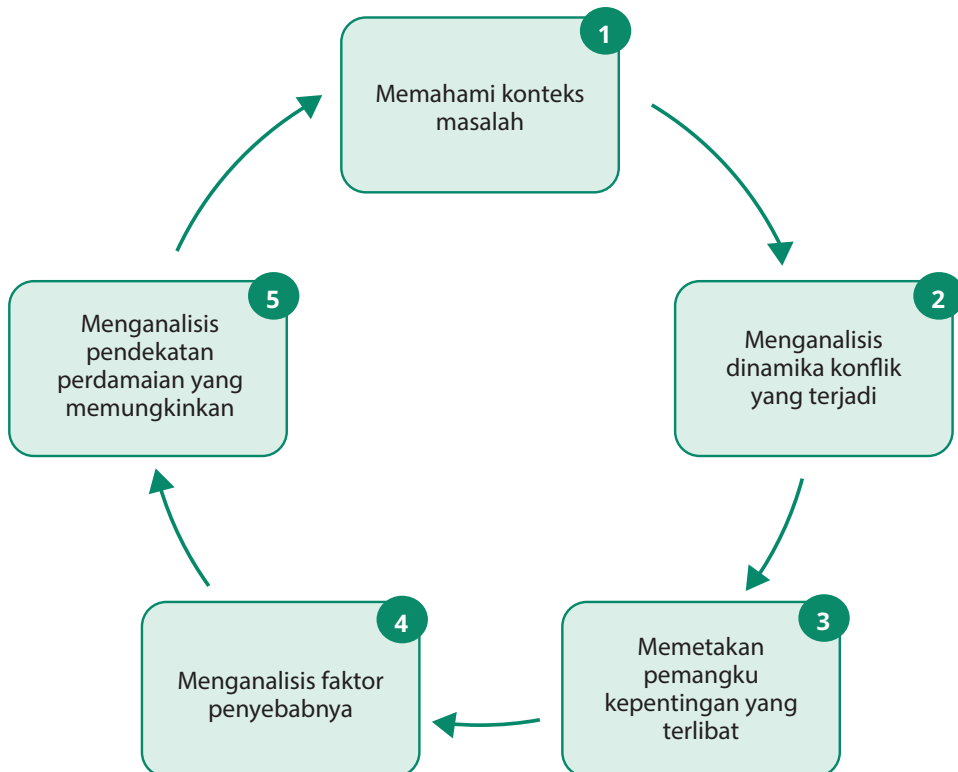 1
Memahami konteks
masalah
2
Menganalisis
dinamika konflik
yang terjadi
3
Memetakan
pemangku
kepentingan yang
terlibat
4
Menganalisis faktor
penyebabnya
5
Menganalisis
pendekatan
perdamaian yang
memungkinkan